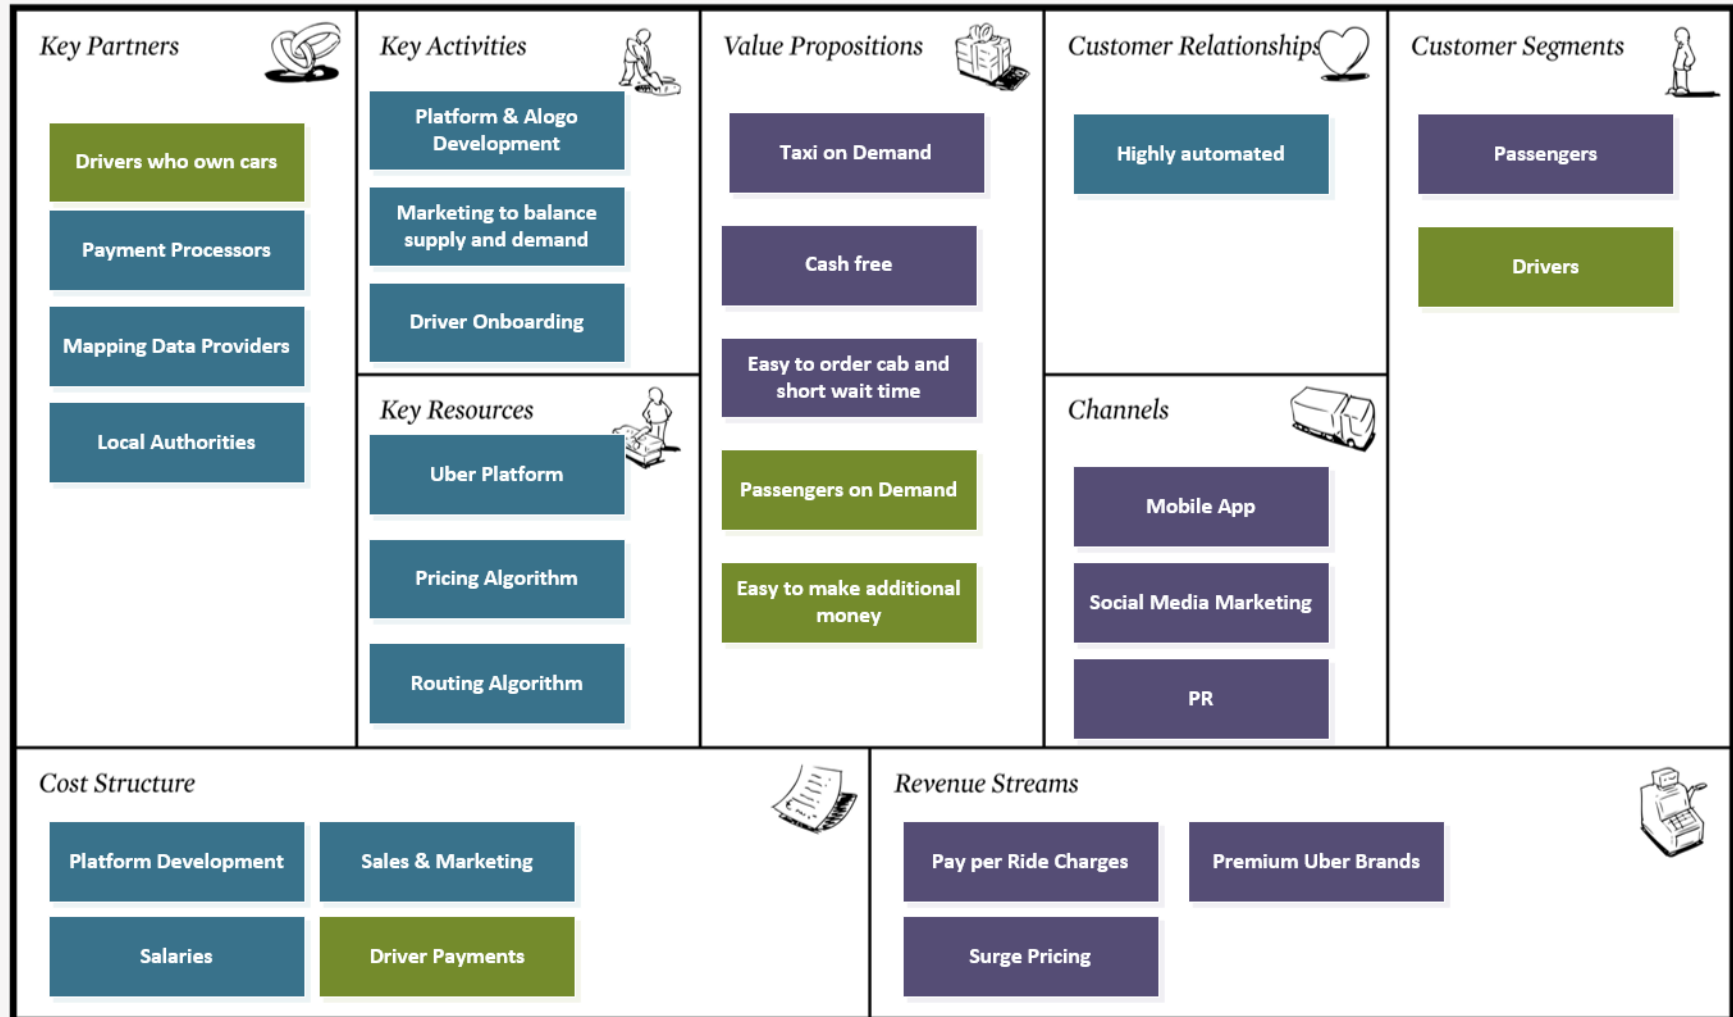 Key Partners
Drivers who own cars
Payment Processors
Mapping Data Providers
Local Authorities
Key Activities
Platform & Alogo
Development
Marketing to balance
supply and demand
Driver Onboarding
Key Resources
Uber Platform
Pricing Algorithm
Routing Algorithm
Value Propositions
Taxi on Demand
Cash free
Easy to order cab and
short wait time
Passengers on Demand
Easy to make additional
money
Customer Relationships
Highly automated
Channels
Mobile App
Social Media Marketing
PR
Customer Segments
Passengers
Drivers
Cost Structure
Platform Development
Sales & Marketing
Salaries
Driver Payments
Revenue Streams
Pay per Ride Charges
Premium Uber Brands
Surge Pricing